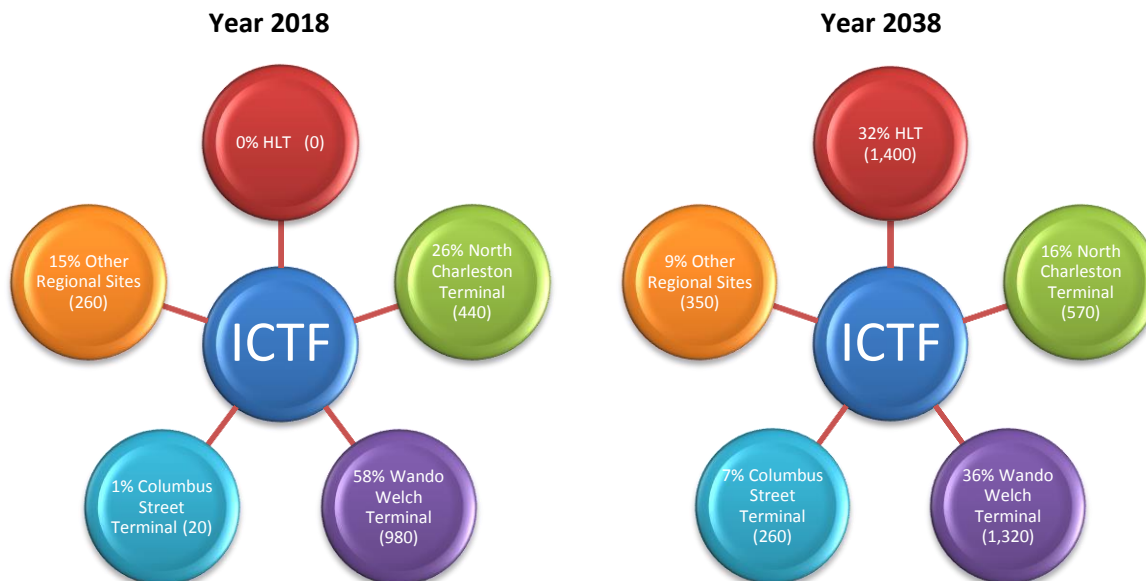 Year 2018
0% HLT (0)
15% Other
Regional Sites
(260)
26% North
Charleston
Terminal
(440)
ICTF
1% Columbus
Street
Terminal (20)
58% Wando
Welch
Terminal
(980)
Year 2038
32% HLT
(1,400)
9% Other
Regional Sites
(350)
16% North
Charleston
Terminal
(570)
ICTF
7% Columbus
Street
Terminal
(260)
36% Wando
Welch
Terminal
(1,320)